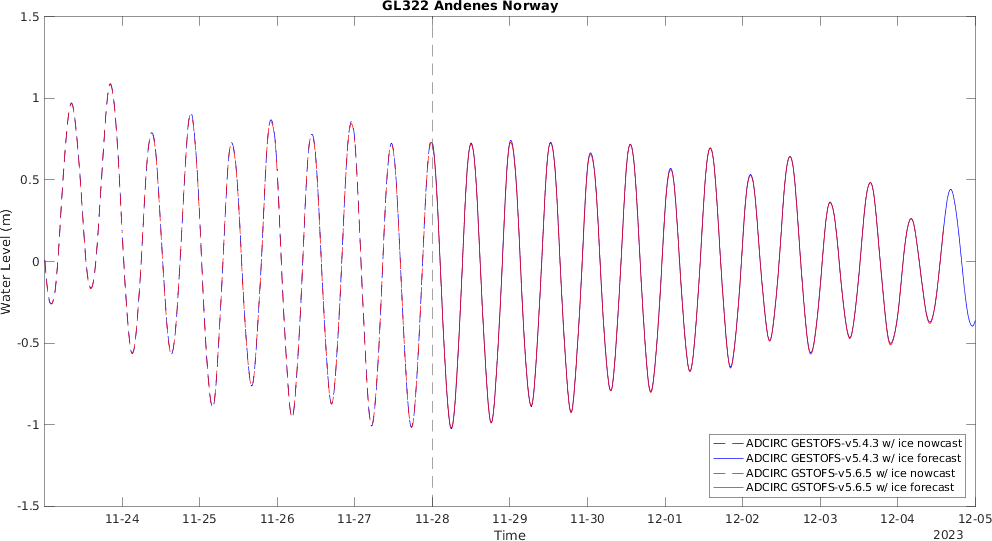 GL322 Andenes Norway
1.5
1
0.5
0
-0.5
-1
-1.5
Water Level (m)
11-24 11-25 11-26 11-27 11-28 11-29 11-30 12-01 12-02 12-03 12-04 12-05
Time
2023
ADCIRC GESTOFS-v5.4.3 w/ ice nowcast
ADCIRC GESTOFS-v5.4.3 w/ ice forecast
ADCIRC GSTOFS-v5.6.5 w/ ice nowcast
ADCIRC GSTOFS-v5.6.5 w/ ice forecast